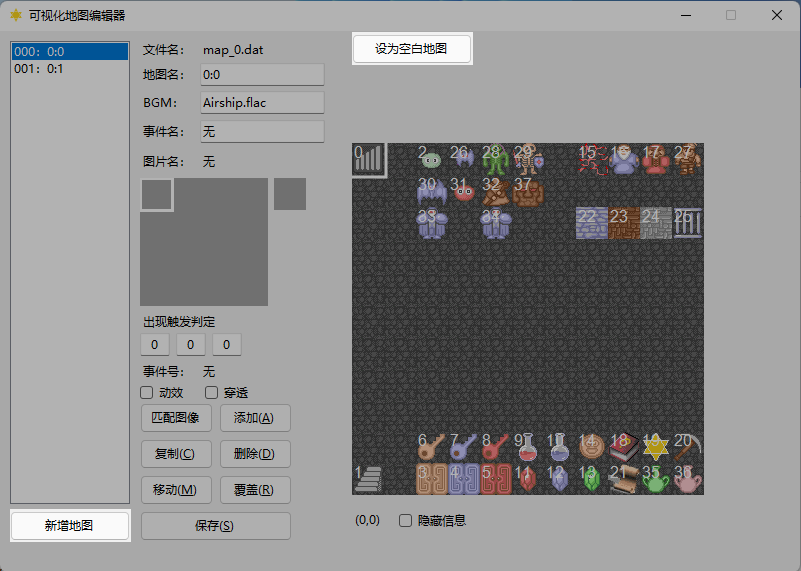 可视化地图编辑器
000: 0:0
001: 0:1
新增地图
文件名: map_0.dat
地图名: 0:0
BGM: Airship.flac
事件名: 无
图片名: 无
出现触发判定
0 0 0
事件号: 无
动效 穿透
匹配图像 添加(A)
复制(C) 删除(D)
移动(M) 覆盖(R)
保存(S)
设为空白地图
0 2 26 28 29 15 17 27
30 31 32 37
33 34 22 23 24 25
6 7 8 9 10 14 18 19 20
1 3 4 5 11 12 13 21 35 36
(0,0) 隐藏信息